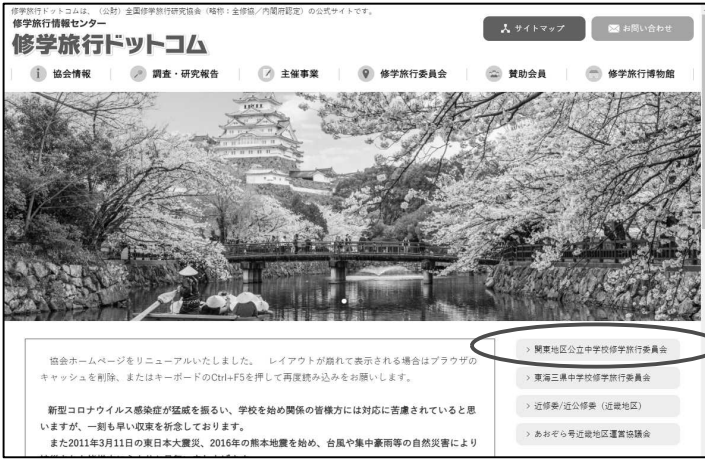 修学旅行ドットコムは、(公財)全国修学旅行研究協会(略称:全修協/内閣府認定)の公式サイトです。
修学旅行情報センター
修学旅行ドットコム
サイトマップ
お問い合わせ
協会情報
調査・研究報告
主催事業
修学旅行委員会
賛助会員
修学旅行博物館
協会ホームページをリニューアルいたしました。 レイアウトが崩れて表示される場合はブラウザの
キャッシュを削除、またはキーボードのCtrl+F5を押して再度読み込みをお願いします。
新型コロナウイルス感染症が猛威を振るい、学校を始め関係の皆様方には対応に苦慮されていると思
いますが、一刻も早い収束を祈念しております。
また2011年3月11日の東日本大震災、2016年の熊本地震を始め、台風や集中豪雨等の自然災害により
> 関東地区公立中学校修学旅行委員会
> 東海三県中学校修学旅行委員会
> 近修委/近公修委(近畿地区)
> あおぞら号近畿地区運営協議会